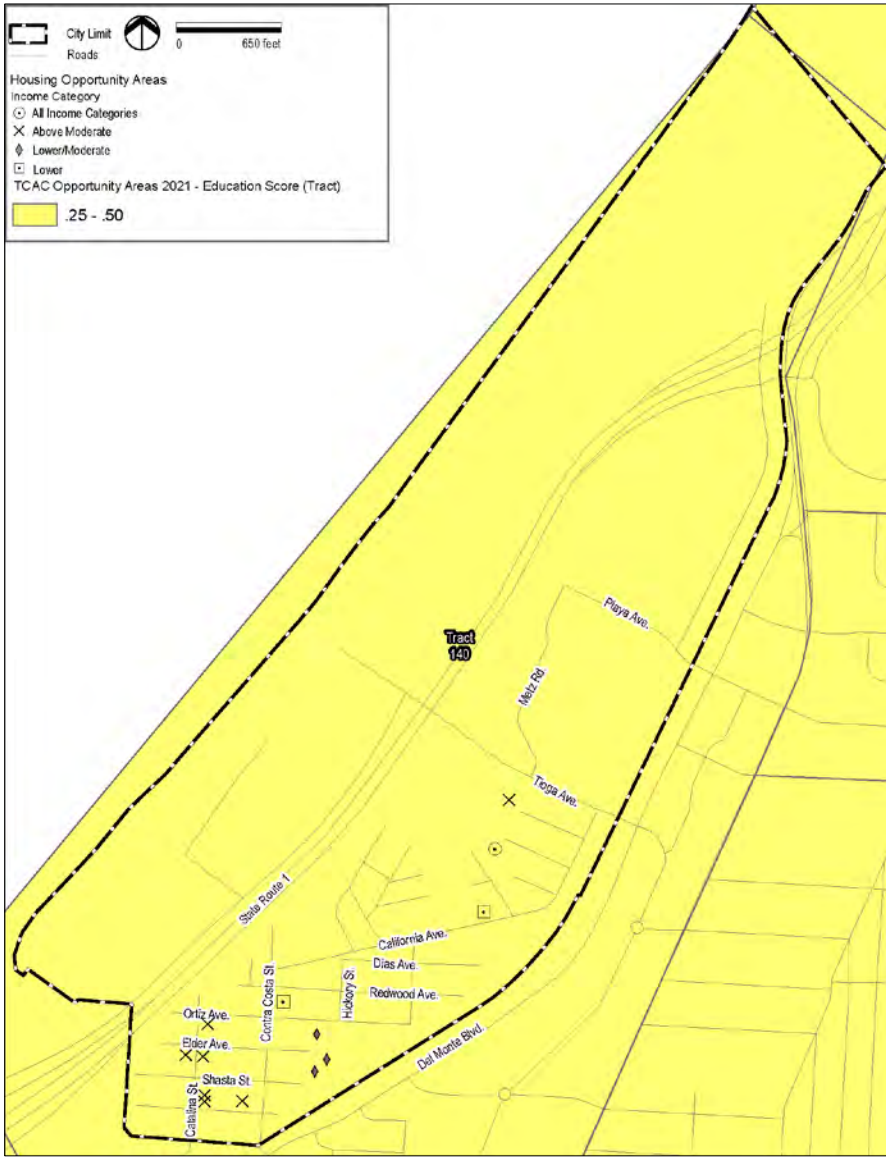 City Limit
Roads
0 650 feet
Housing Opportunity Areas
Income Category
All Income Categories
Above Moderate
Lower/Moderate
Lower
TCAC Opportunity Areas 2021 - Education Score (Tract)
.25 - .50
Playa Ave.
Tract
140
Metz Rd.
Tioga Ave.
State Route 1
California Ave.
Dias Ave.
Redwood Ave.
Hickory St.
Contra Costa St.
Ortiz Ave.
Elder Ave.
Del Monte Blvd.
Shasta St.
Catalina St.